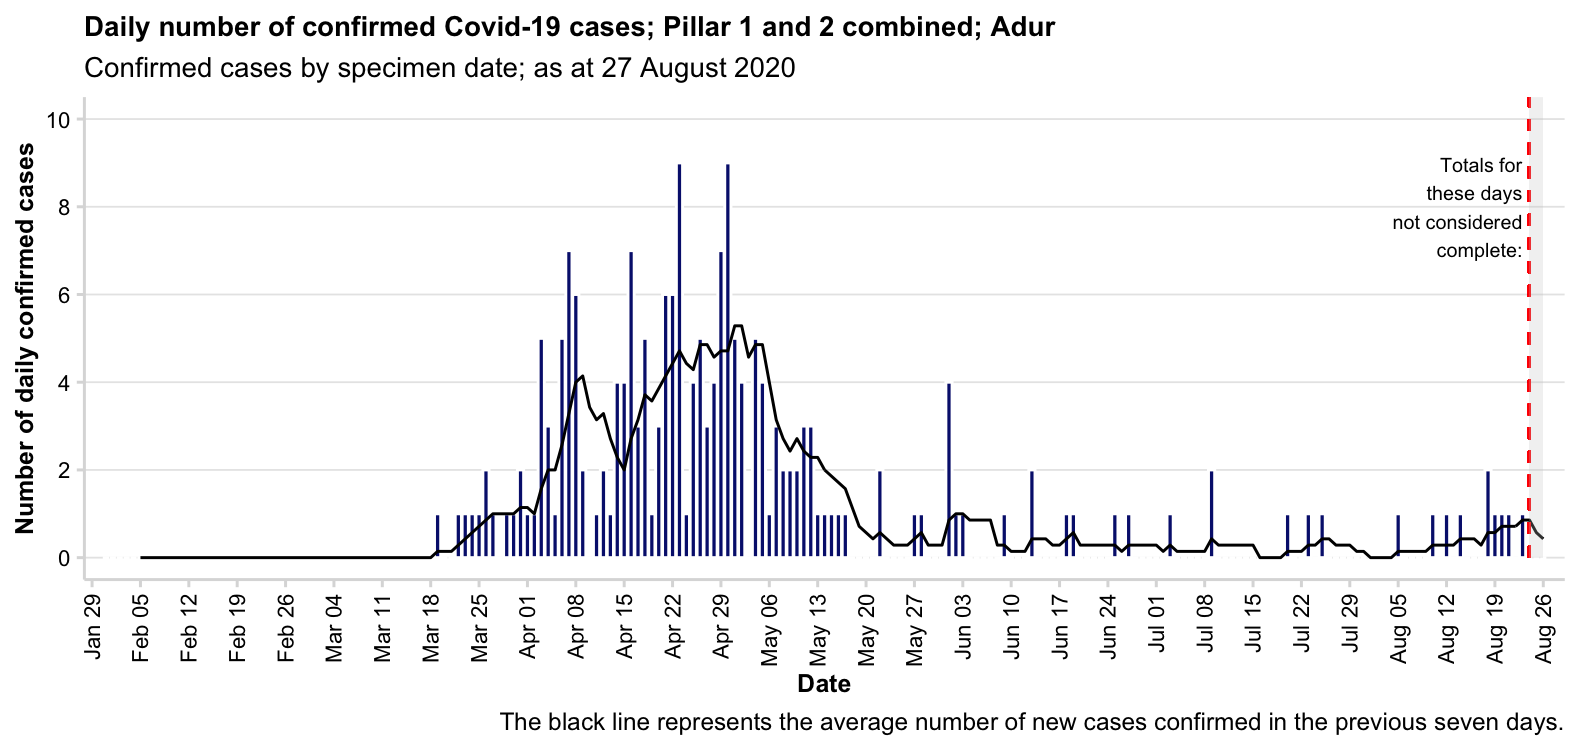 Daily number of confirmed Covid-19 cases; Pillar 1 and 2 combined; Adur
Confirmed cases by specimen date; as at 27 August 2020
Number of daily confirmed cases
10
8
6
4
2
0
Totals for
these days
not considered
complete:
Jan 29
Feb 05
Feb 12
Feb 19
Feb 26
Mar 04
Mar 11
Mar 18
Mar 25
Apr 01
Apr 08
Apr 15
Apr 22
Apr 29
May 06
May 13
May 20
May 27
Jun 03
Jun 10
Jun 17
Jun 24
Jul 01
Jul 08
Jul 15
Jul 22
Jul 29
Aug 05
Aug 12
Aug 19
Aug 26
Date
The black line represents the average number of new cases confirmed in the previous seven days.